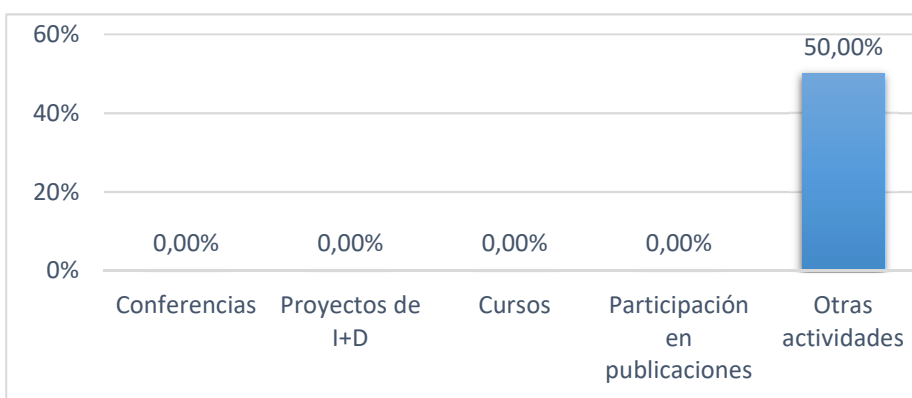 60%
50,00%
40%
20%
0,00% 0,00% 0,00% 0,00%
0%
Conferencias Proyectos de Cursos Participación Otras
I+D en actividades
publicaciones